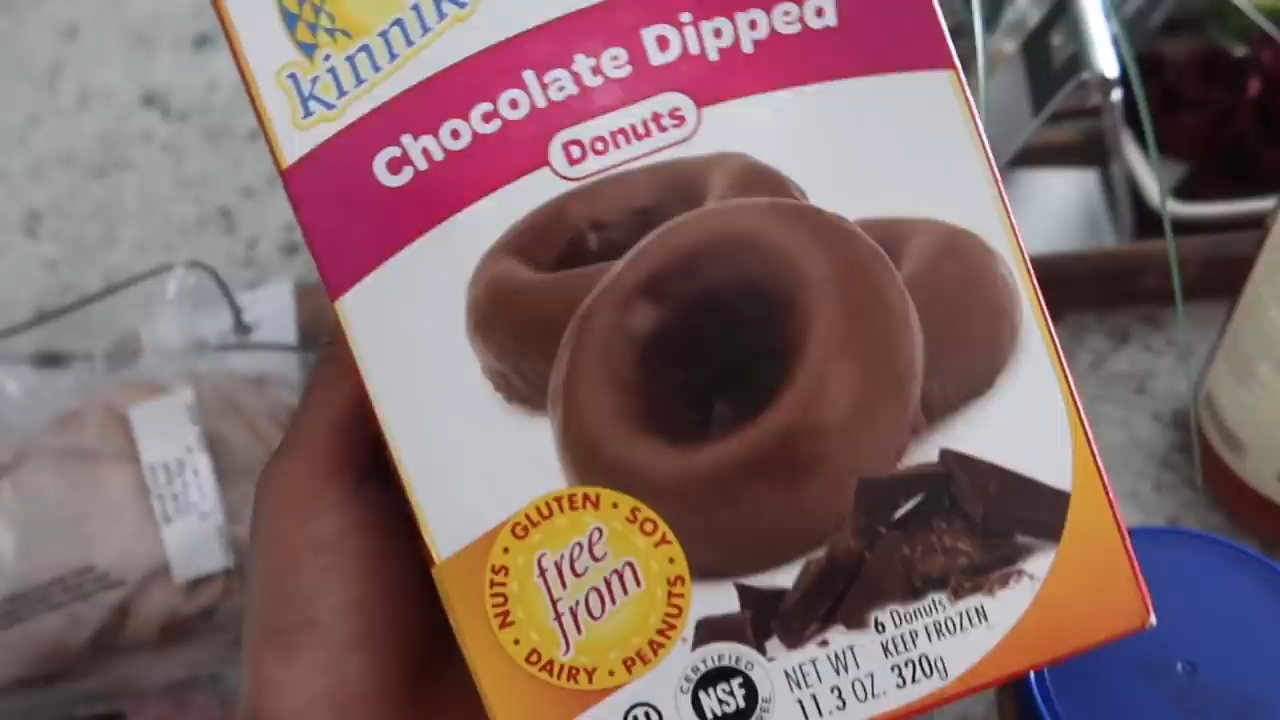 kinnik
Chocolate Dipped
Donuts
GLUTEN • SOY • PEANUTS • DAIRY • NUTS •
free
from
6 Donuts
KEEP FROZEN
NET WT
11.3 OZ. 320g
CERTIFIED
NSF